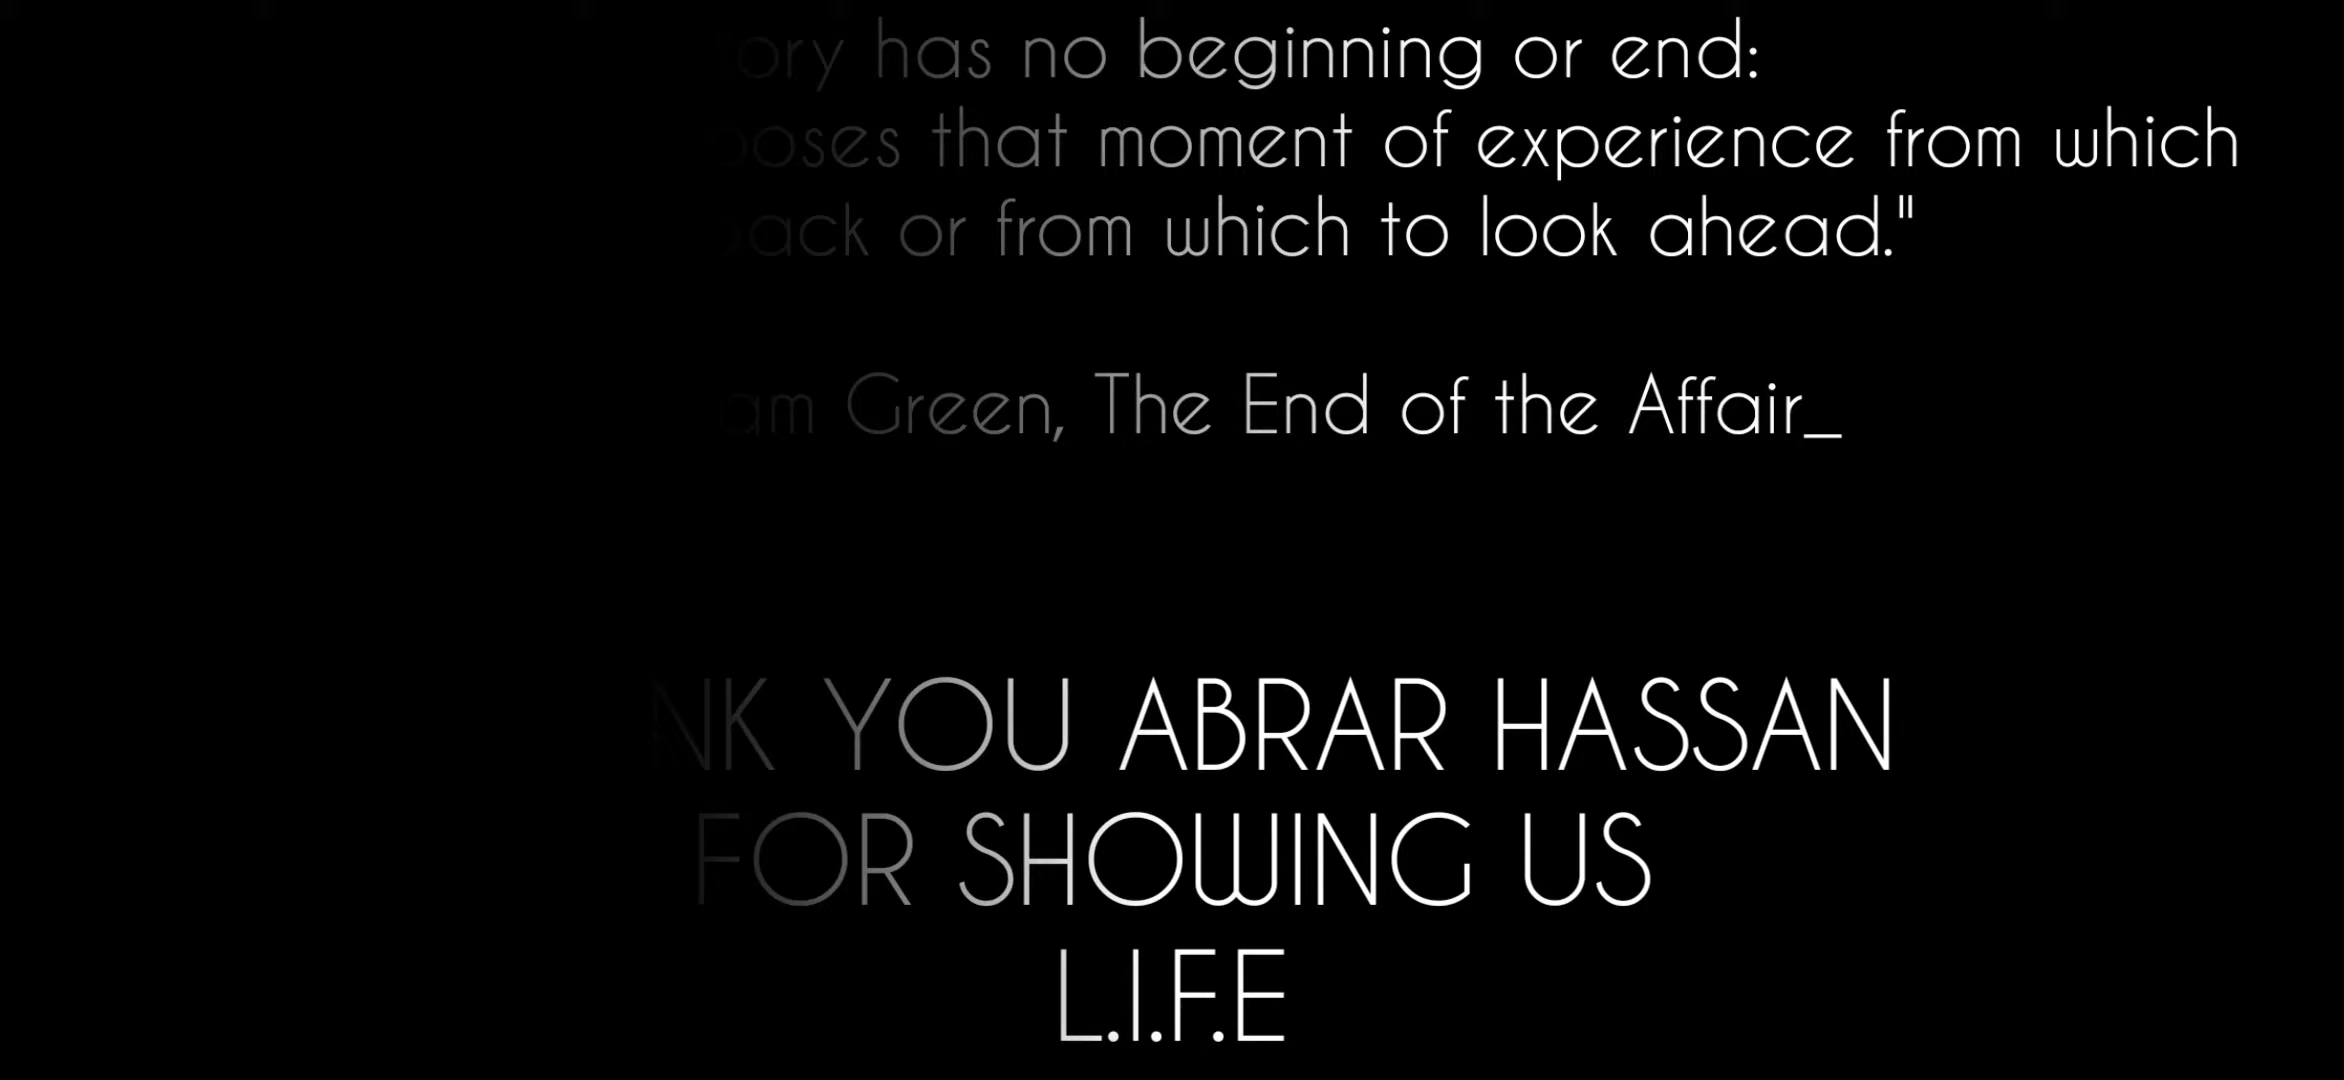 has no beginning or end:
that moment of experience from which
or from which to look ahead."
Green, The End of the Affair_
YOU ABRAR HASSAN
FOR SHOWING US
L.I.F.E